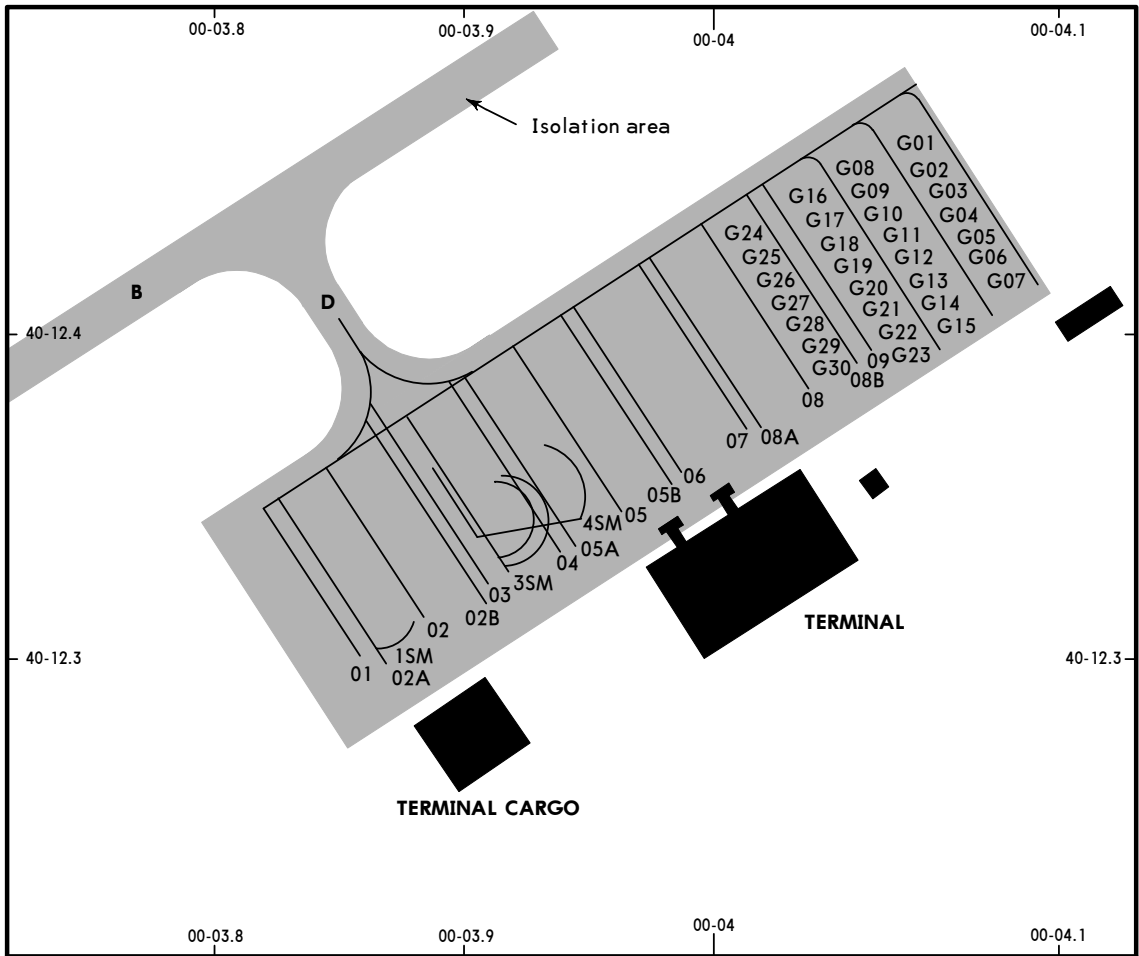 00-03.8
00-03.9
00-04
00-04.1
Isolation area
G01
G02
G03
G04
G05
G06
G07
G08
G09
G10
G11
G12
G13
G14
G15
G16
G17
G18
G19
G20
G21
G22
G23
G24
G25
G26
G27
G28
G29
G30
B
D
40-12.4
09
08B
08
08A
07
06
05B
05
4SM
05A
04
3SM
03
02B
02
1SM
02A
01
TERMINAL
40-12.3
40-12.3
TERMINAL CARGO
00-03.8
00-03.9
00-04
00-04.1